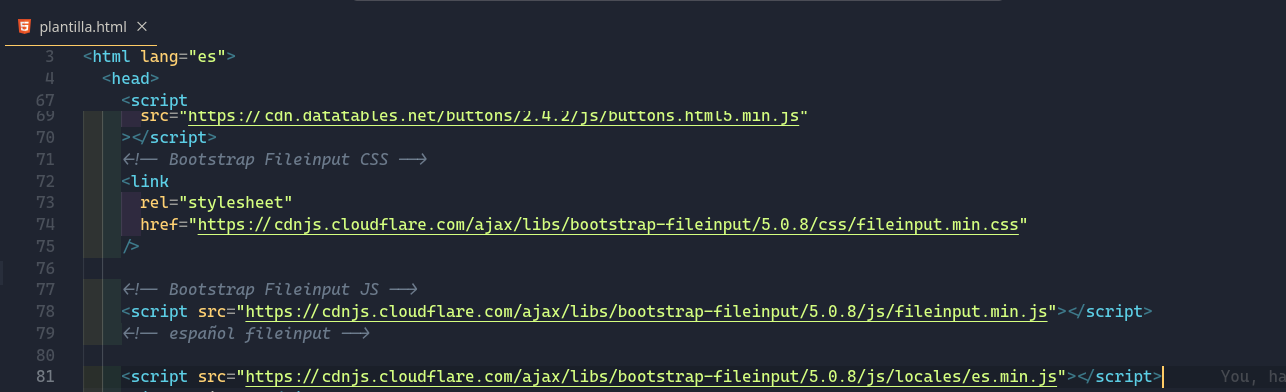 plantilla.html ×
3 <html lang="es">
4 <head>
67 <script
69 src="https://cdn.datatables.net/buttons/2.4.2/js/buttons.html5.min.js"
70 ></script>
71 <!-- Bootstrap Fileinput CSS -->
72 <link
73 rel="stylesheet"
74 href="https://cdnjs.cloudflare.com/ajax/libs/bootstrap-fileinput/5.0.8/css/fileinput.min.css"
75 />
76
77 <!-- Bootstrap Fileinput JS -->
78 <script src="https://cdnjs.cloudflare.com/ajax/libs/bootstrap-fileinput/5.0.8/js/fileinput.min.js"></script>
79 <!-- español fileinput -->
80
81 <script src="https://cdnjs.cloudflare.com/ajax/libs/bootstrap-fileinput/5.0.8/js/locales/es.min.js"></script> You, ha